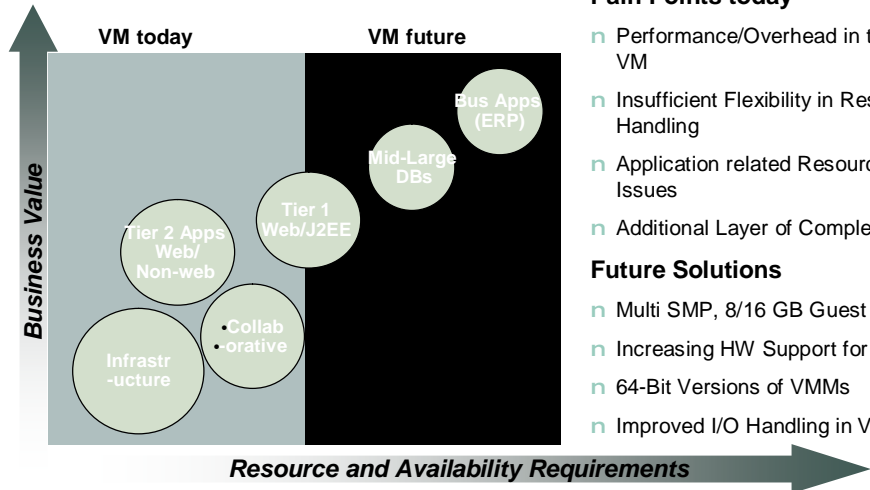 Pain Points today
VM today
VM future
Performance/Overhead in
VM
Insufficient Flexibility in
Handling
Application related
Issues
Additional Layer of
Future Solutions
Multi SMP, 8/16 GB Guest
Increasing HW Support for
64-Bit Versions of VMMs
Improved I/O Handling in
Bus Apps
(ERP)
Mid-Large
DBs
Tier 1
Web/J2EE
Tier 2 Apps
Web/
Non-web
•Collab
•-orative
Infrastr
-ucture
Business Value
Resource and Availability Requirements